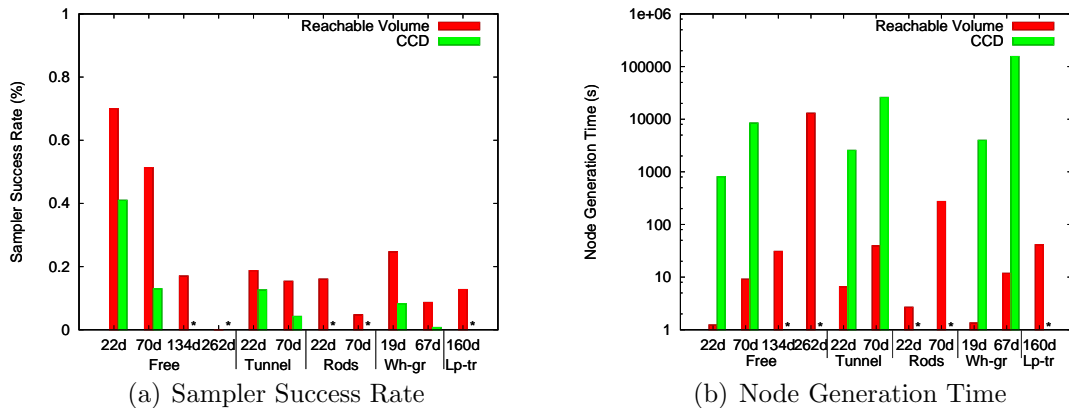 Reachable Volume
CCD
Sampler Success Rate (%)
1
0.8
0.6
0.4
0.2
0
* * * * *
22d 70d 134d 262d 22d 70d 22d 70d 19d 67d 160d
Free Tunnel Rods Wh-gr Lp-tr
(a) Sampler Success Rate
Reachable Volume
CCD
Node Generation Time (s)
1e+06
100000
10000
1000
100
10
1
* * * * *
22d 70d 134d 262d 22d 70d 22d 70d 19d 67d 160d
Free Tunnel Rods Wh-gr Lp-tr
(b) Node Generation Time